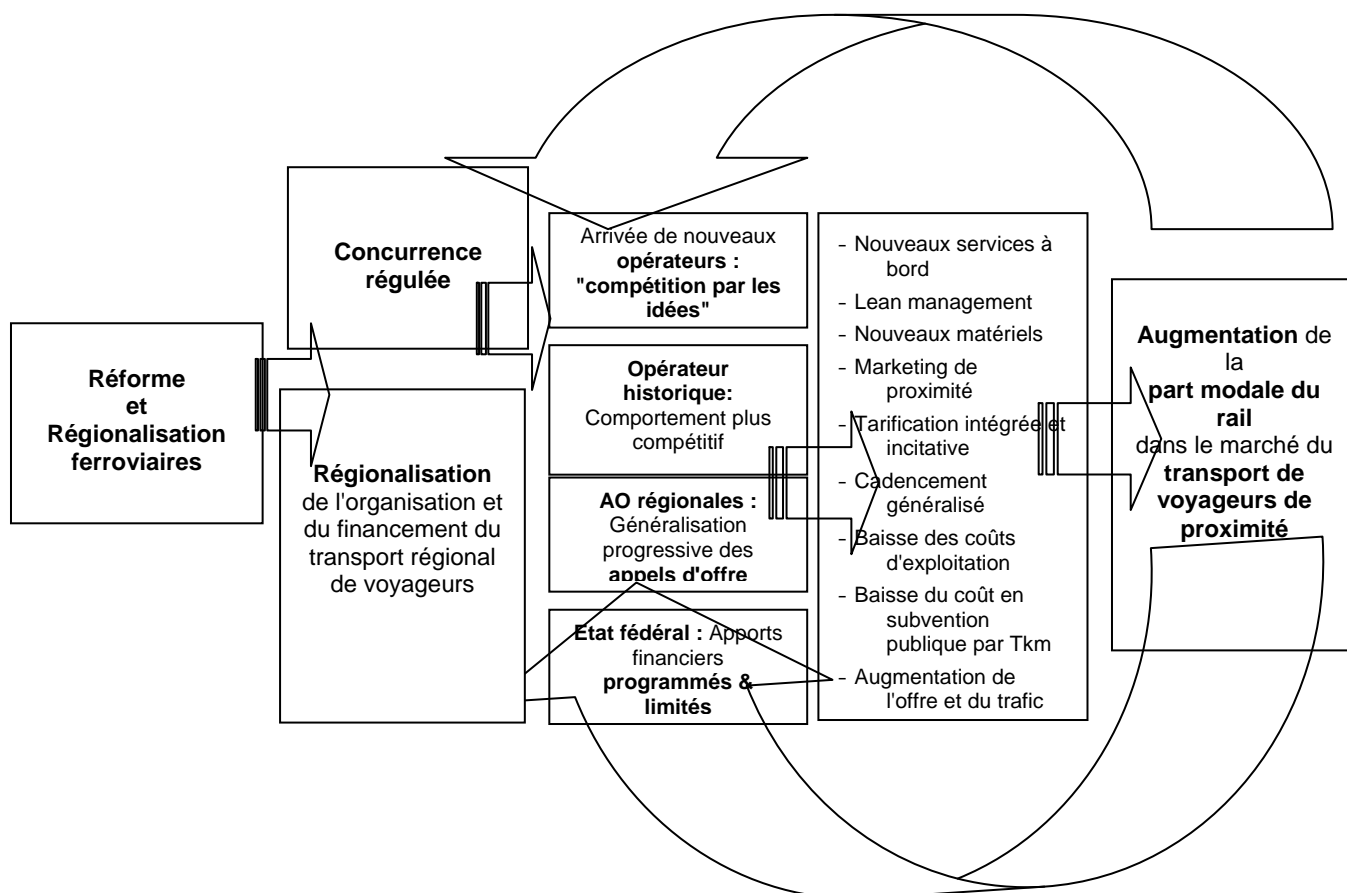 Réforme
et
Régionalisation
ferroviaires
Concurrence
régulée
Régionalisation
de l'organisation et
du financement du
transport régional
de voyageurs
Arrivée de nouveaux
opérateurs :
"compétition par les
idées"
Opérateur
historique:
Comportement plus
compétitif
AO régionales :
Généralisation
progressive des
appels d'offre
Etat fédéral : Apports
financiers
programmés &
limités
- Nouveaux services à
bord
- Lean management
- Nouveaux matériels
- Marketing de
proximité
- Tarification intégrée et
incitative
- Cadencement
généralisé
- Baisse des coûts
d'exploitation
- Baisse du coût en
subvention
publique par Tkm
- Augmentation de
l'offre et du trafic
Augmentation de
la
part modale du
rail
dans le marché du
transport de
voyageurs de
proximité